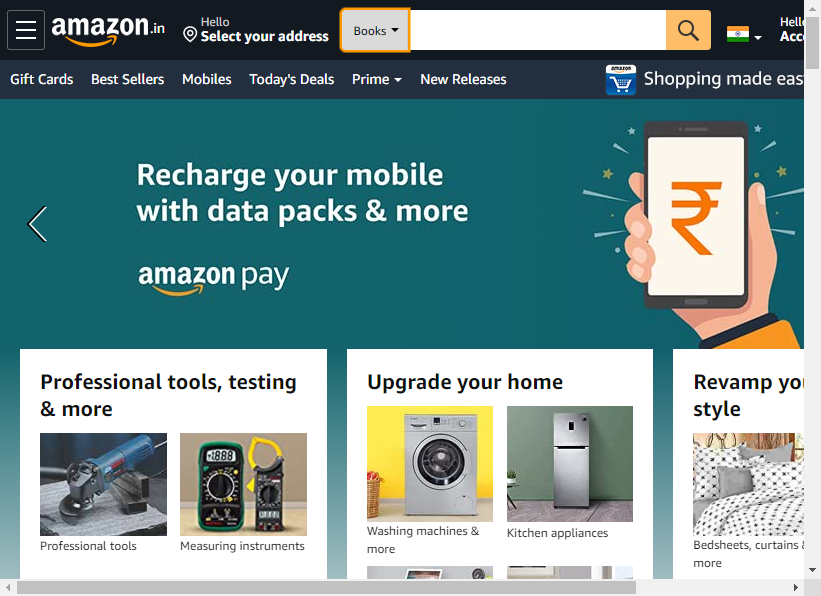 amazon.in
Hello
Select your address
Books
Hello
Acc
Gift Cards
Best Sellers
Mobiles
Today's Deals
Prime
New Releases
amazon
Shopping made eas
Recharge your mobile
with data packs & more
amazon pay
₹
Professional tools, testing
& more
Professional tools
Measuring instruments
Upgrade your home
Washing machines &
more
Kitchen appliances
Revamp you
style
Bedsheets, curtains &
more